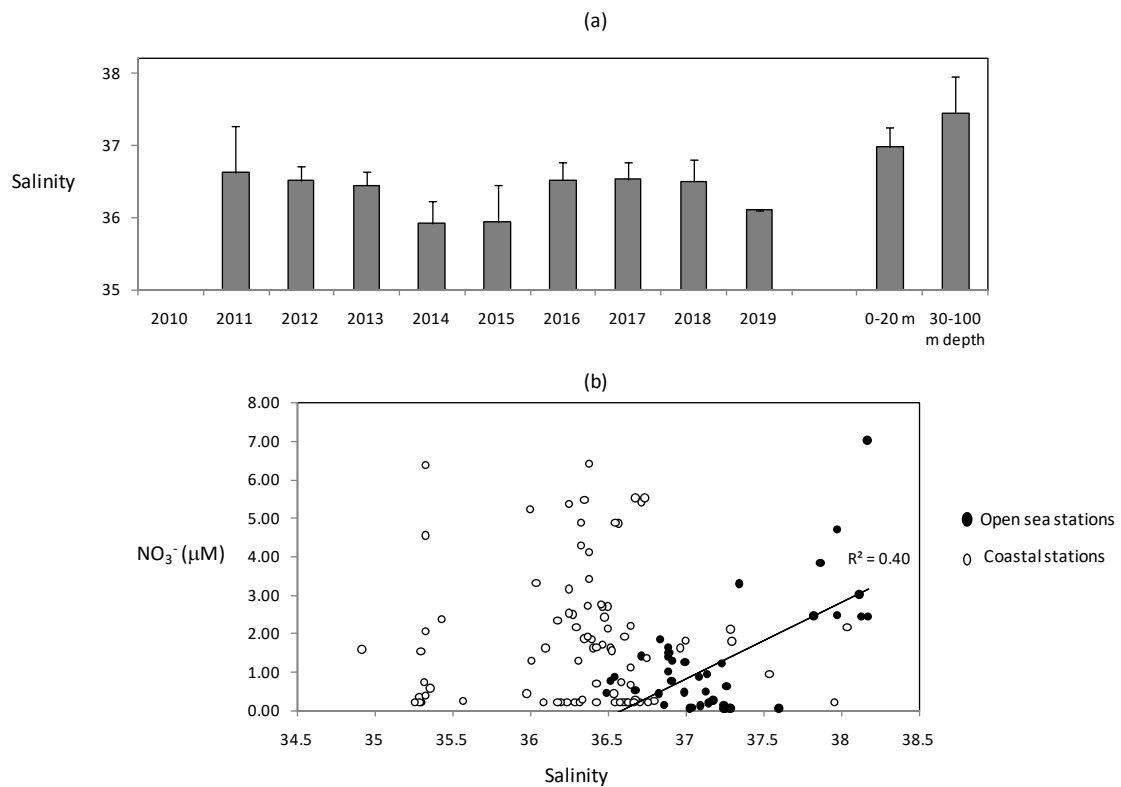 (a)
38
37
Salinity
36
35
2010 2011 2012 2013 2014 2015 2016 2017 2018 2019 0-20 m 30-100
m depth
(b)
8.00
7.00
6.00
5.00
Open sea stations
NO₃⁻ (μM)
4.00
R² = 0.40
Coastal stations
3.00
2.00
1.00
0.00
34.5 35 35.5 36 36.5 37 37.5 38 38.5
Salinity